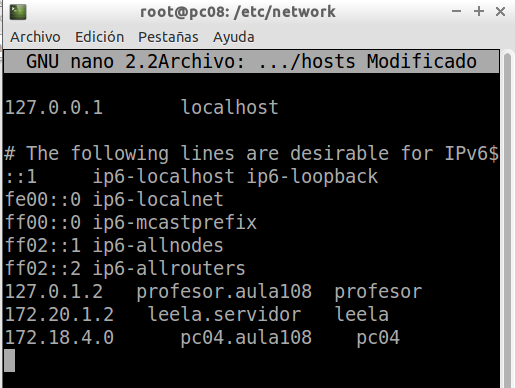 root@pc08: /etc/network
Archivo Edición Pestañas Ayuda
GNU nano 2.2Archivo: .../hosts Modificado
127.0.0.1 localhost
# The following lines are desirable for IPv6$
::1 ip6-localhost ip6-loopback
fe00::0 ip6-localnet
ff00::0 ip6-mcastprefix
ff02::1 ip6-allnodes
ff02::2 ip6-allrouters
127.0.1.2 profesor.aula108 profesor
172.20.1.2 leela.servidor leela
172.18.4.0 pc04.aula108 pc04